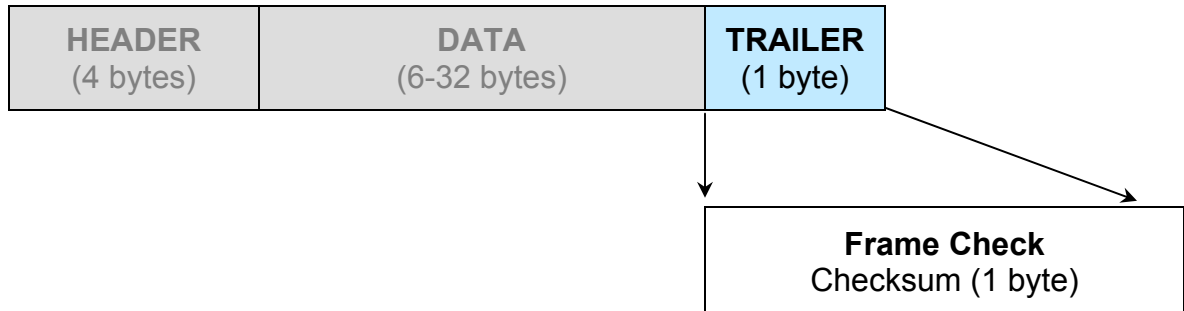 HEADER
(4 bytes)
DATA
(6-32 bytes)
TRAILER
(1 byte)
Frame Check
Checksum (1 byte)